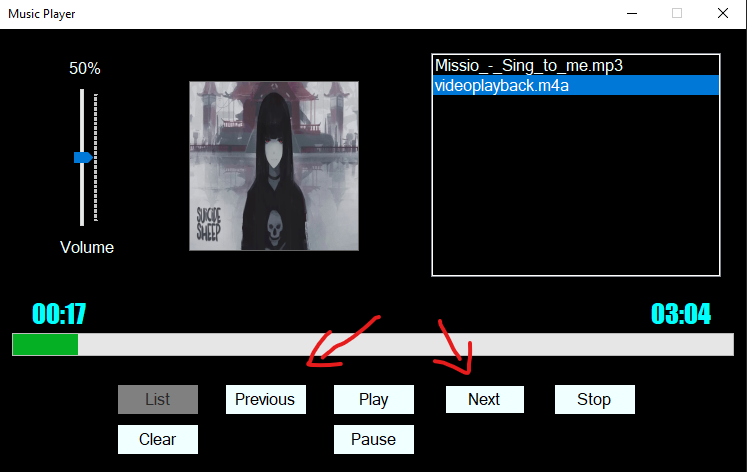 Music Player
50%
Missio_-_Sing_to_me.mp3
videoplayback.m4a
SUICIDE
SHEEP
Volume
00:17
03:04
List
Previous
Play
Next
Stop
Clear
Pause